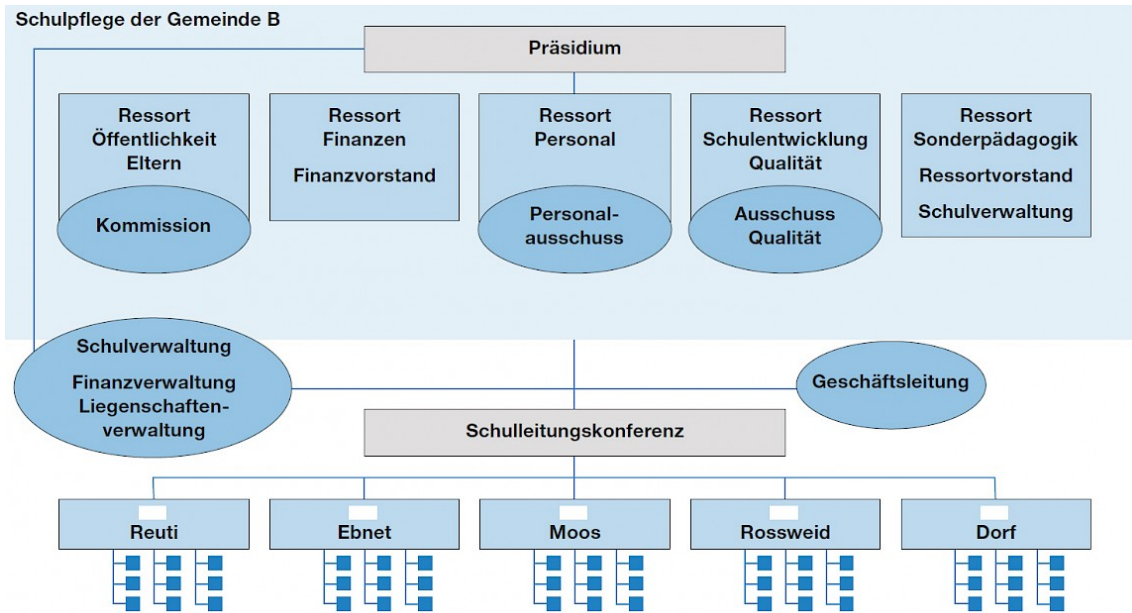 Schulpflege der Gemeinde B
Präsidium
Ressort
Öffentlichkeit
Eltern
Kommission
Ressort
Finanzen
Finanzvorstand
Ressort
Personal
Personal-
ausschuss
Ressort
Schulentwicklung
Qualität
Ausschuss
Qualität
Ressort
Sonderpädagogik
Ressortvorstand
Schulverwaltung
Schulverwaltung
Finanzverwaltung
Liegenschaften-
verwaltung
Geschäftsleitung
Schulleitungskonferenz
Reuti
Ebnet
Moos
Rossweid
Dorf